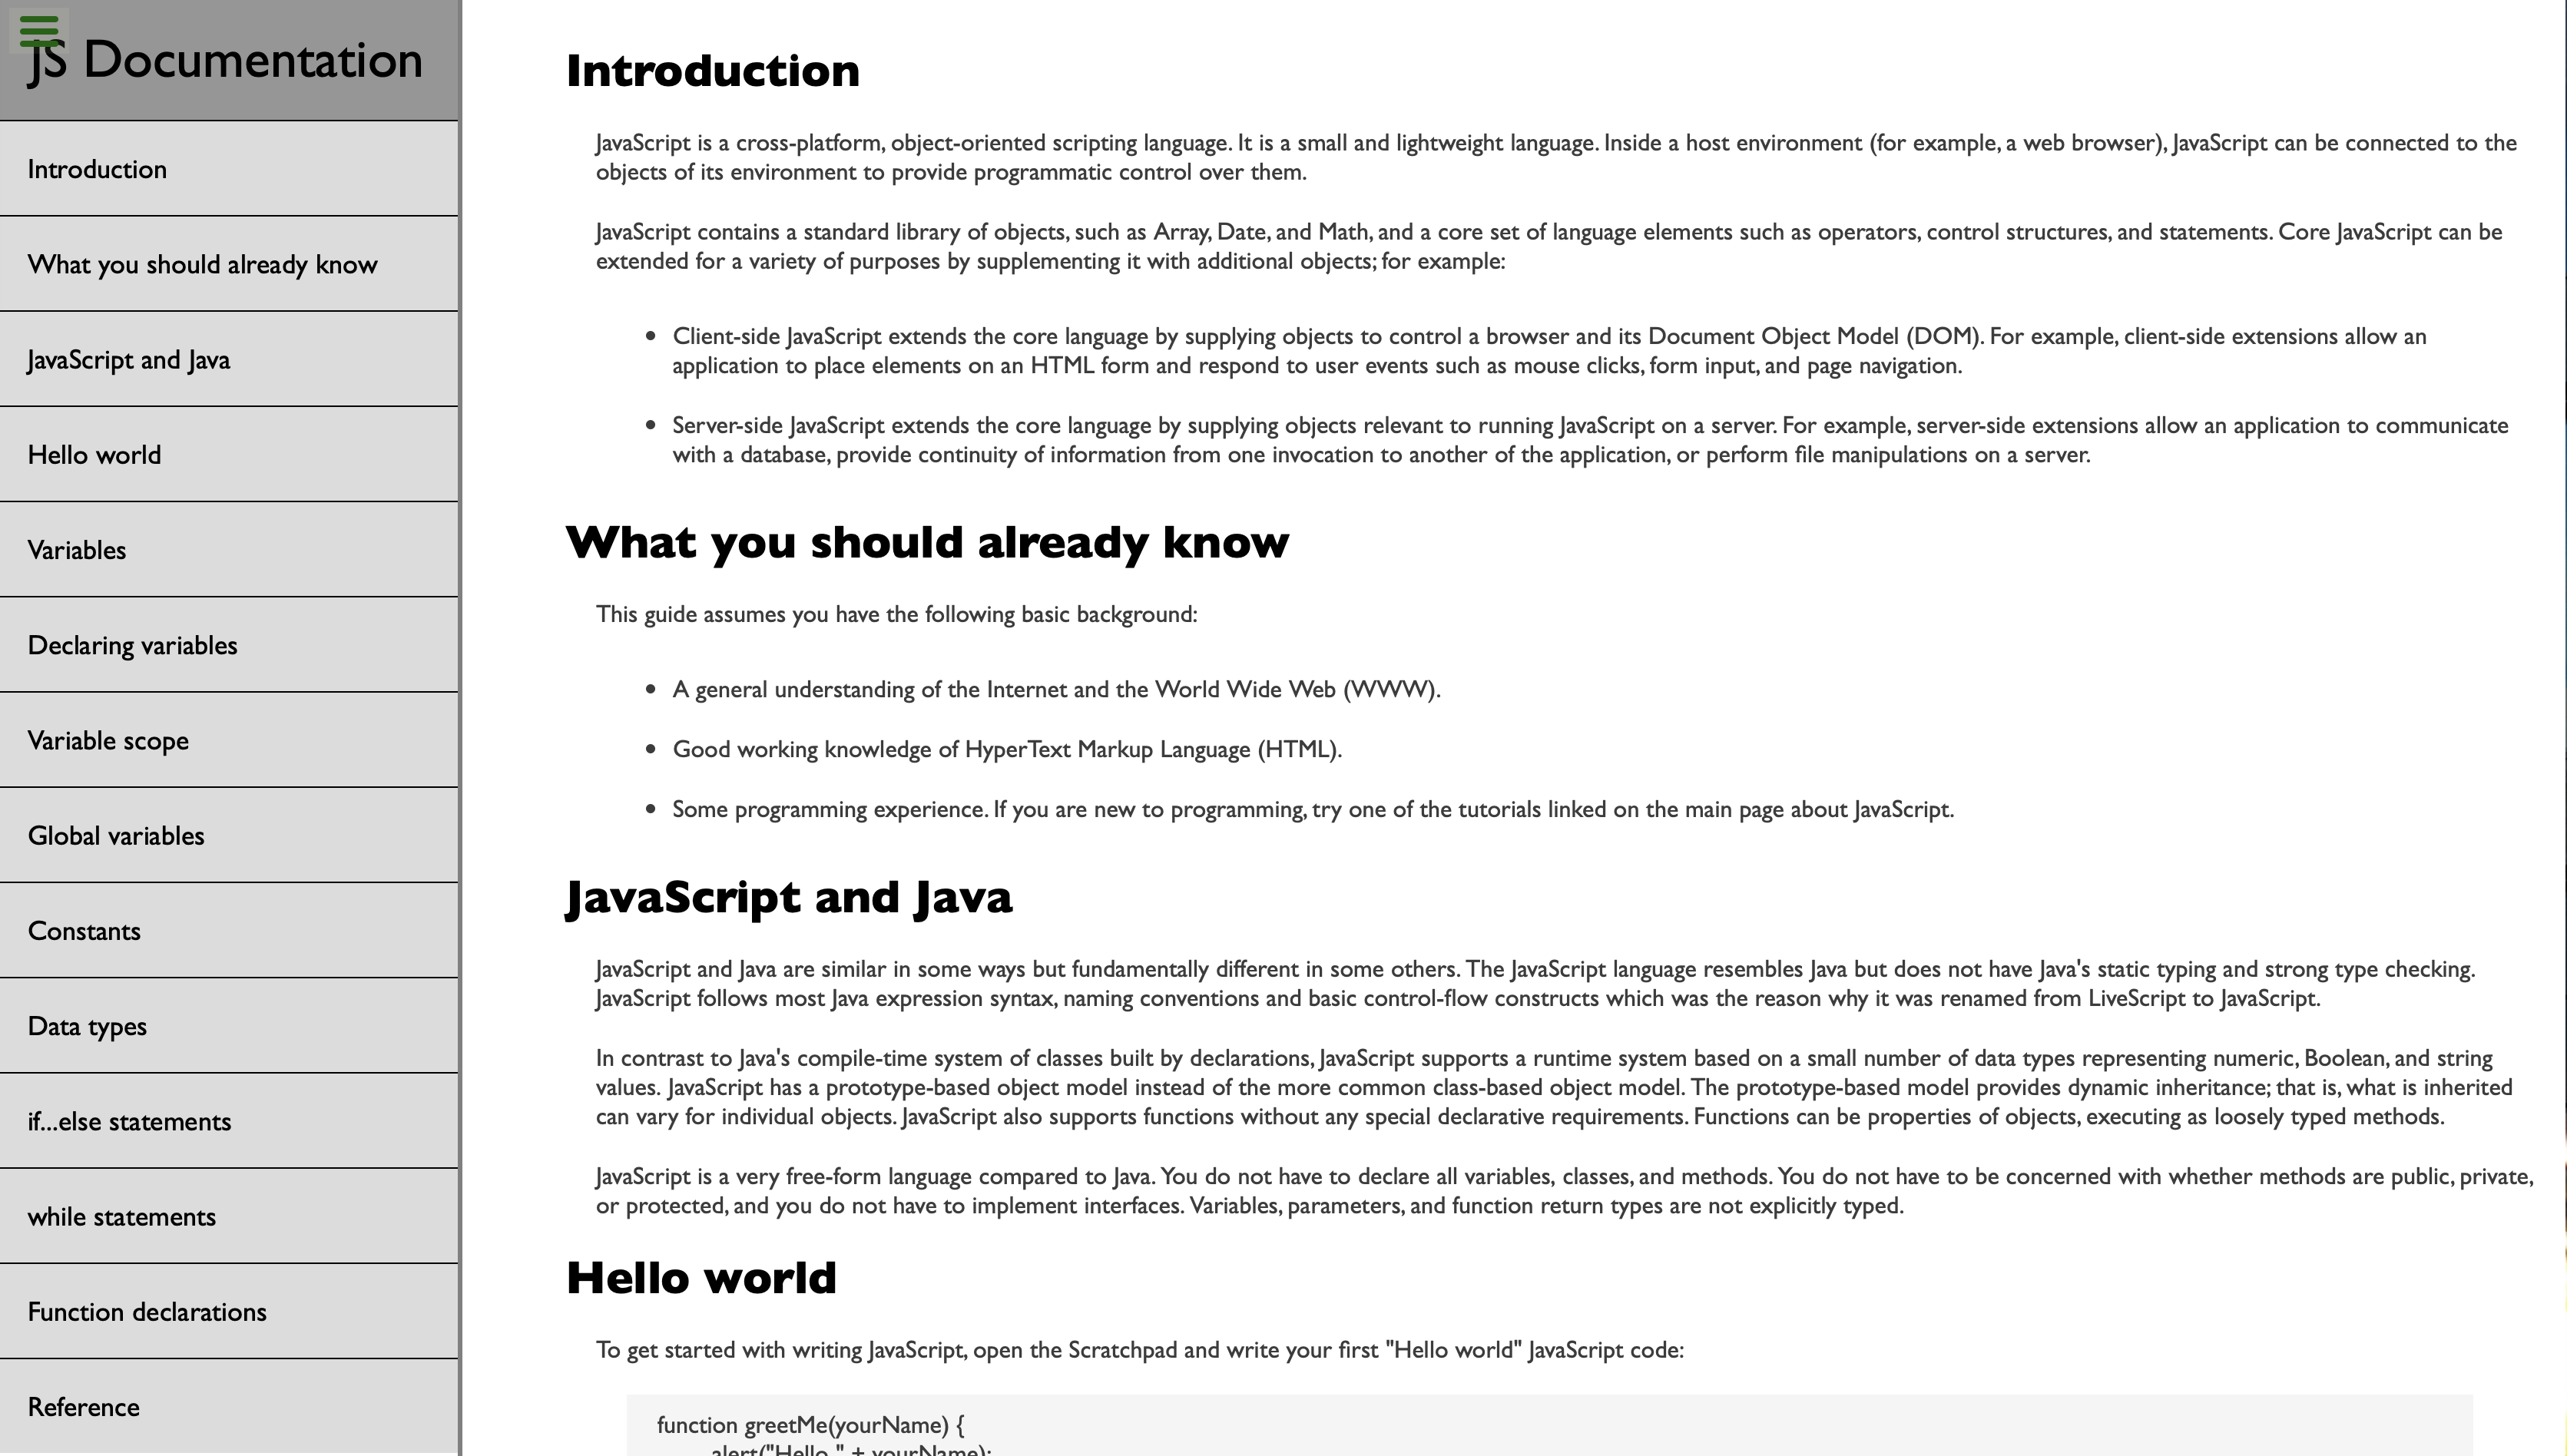 JS Documentation
Introduction
What you should already know
JavaScript and Java
Hello world
Variables
Declaring variables
Variable scope
Global variables
Constants
Data types
if...else statements
while statements
Function declarations
Reference
Introduction
JavaScript is a cross-platform, object-oriented scripting language. It is a small and lightweight language. Inside a host environment (for example, a web browser), JavaScript can be connected to the
objects of its environment to provide programmatic control over them.
JavaScript contains a standard library of objects, such as Array, Date, and Math, and a core set of language elements such as operators, control structures, and statements. Core JavaScript can be
extended for a variety of purposes by supplementing it with additional objects; for example:
• Client-side JavaScript extends the core language by supplying objects to control a browser and its Document Object Model (DOM). For example, client-side extensions allow an
application to place elements on an HTML form and respond to user events such as mouse clicks, form input, and page navigation.
• Server-side JavaScript extends the core language by supplying objects relevant to running JavaScript on a server. For example, server-side extensions allow an application to communicate
with a database, provide continuity of information from one invocation to another of the application, or perform file manipulations on a server.
What you should already know
This guide assumes you have the following basic background:
• A general understanding of the Internet and the World Wide Web (WWW).
• Good working knowledge of HyperText Markup Language (HTML).
• Some programming experience. If you are new to programming, try one of the tutorials linked on the main page about JavaScript.
JavaScript and Java
JavaScript and Java are similar in some ways but fundamentally different in some others. The JavaScript language resembles Java but does not have Java's static typing and strong type checking.
JavaScript follows most Java expression syntax, naming conventions and basic control-flow constructs which was the reason why it was renamed from LiveScript to JavaScript.
In contrast to Java's compile-time system of classes built by declarations, JavaScript supports a runtime system based on a small number of data types representing numeric, Boolean, and string
values. JavaScript has a prototype-based object model instead of the more common class-based object model. The prototype-based model provides dynamic inheritance; that is, what is inherited
can vary for individual objects. JavaScript also supports functions without any special declarative requirements. Functions can be properties of objects, executing as loosely typed methods.
JavaScript is a very free-form language compared to Java. You do not have to declare all variables, classes, and methods. You do not have to be concerned with whether methods are public, private,
or protected, and you do not have to implement interfaces. Variables, parameters, and function return types are not explicitly typed.
Hello world
To get started with writing JavaScript, open the Scratchpad and write your first "Hello world" JavaScript code:
function greetMe(yourName) {
alert("Hello " + yourName);